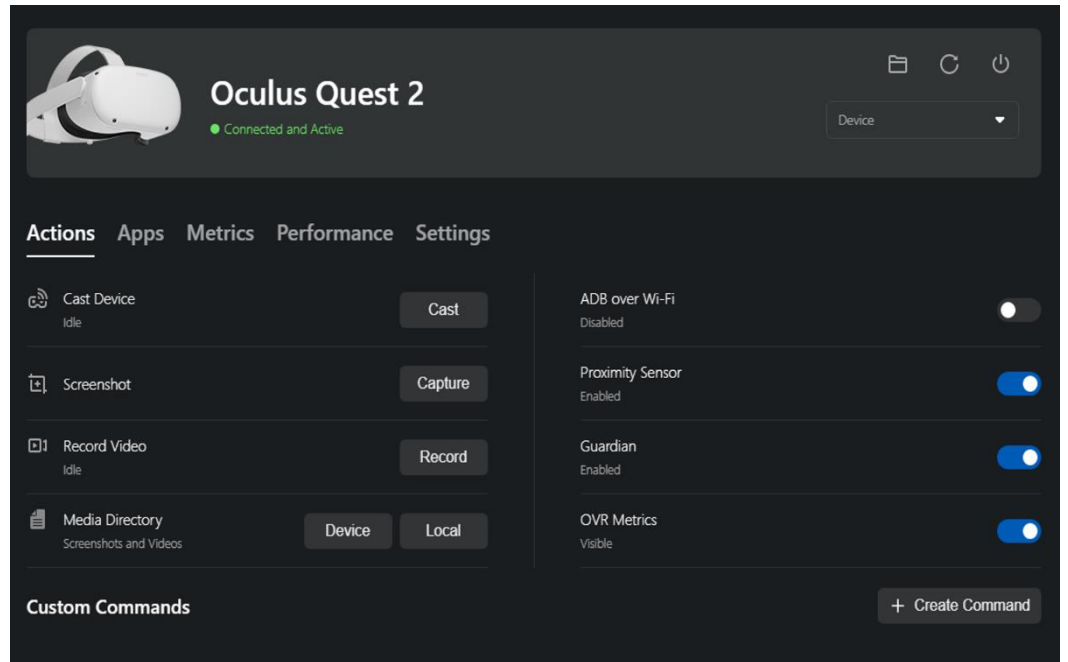 Oculus Quest 2
Connected and Active
Device
Actions Apps Metrics Performance Settings
Cast Device
Idle
Cast
Screenshot
Capture
Record Video
Idle
Record
Media Directory
Screenshots and Videos
Device
Local
ADB over Wi-Fi
Disabled
Proximity Sensor
Enabled
Guardian
Enabled
OVR Metrics
Visible
Custom Commands
+ Create Command